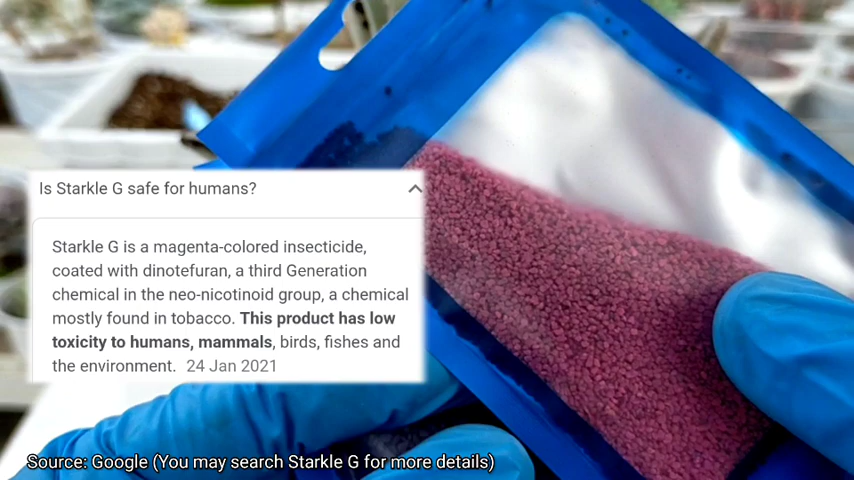 Is Starkle G safe for humans?
Starkle G is a magenta-colored insecticide,
coated with dinotefuran, a third Generation
chemical in the neo-nicotinoid group, a chemical
mostly found in tobacco. This product has low
toxicity to humans, mammals, birds, fishes and
the environment. 24 Jan 2021
Source: Google (You may search Starkle G for more details)